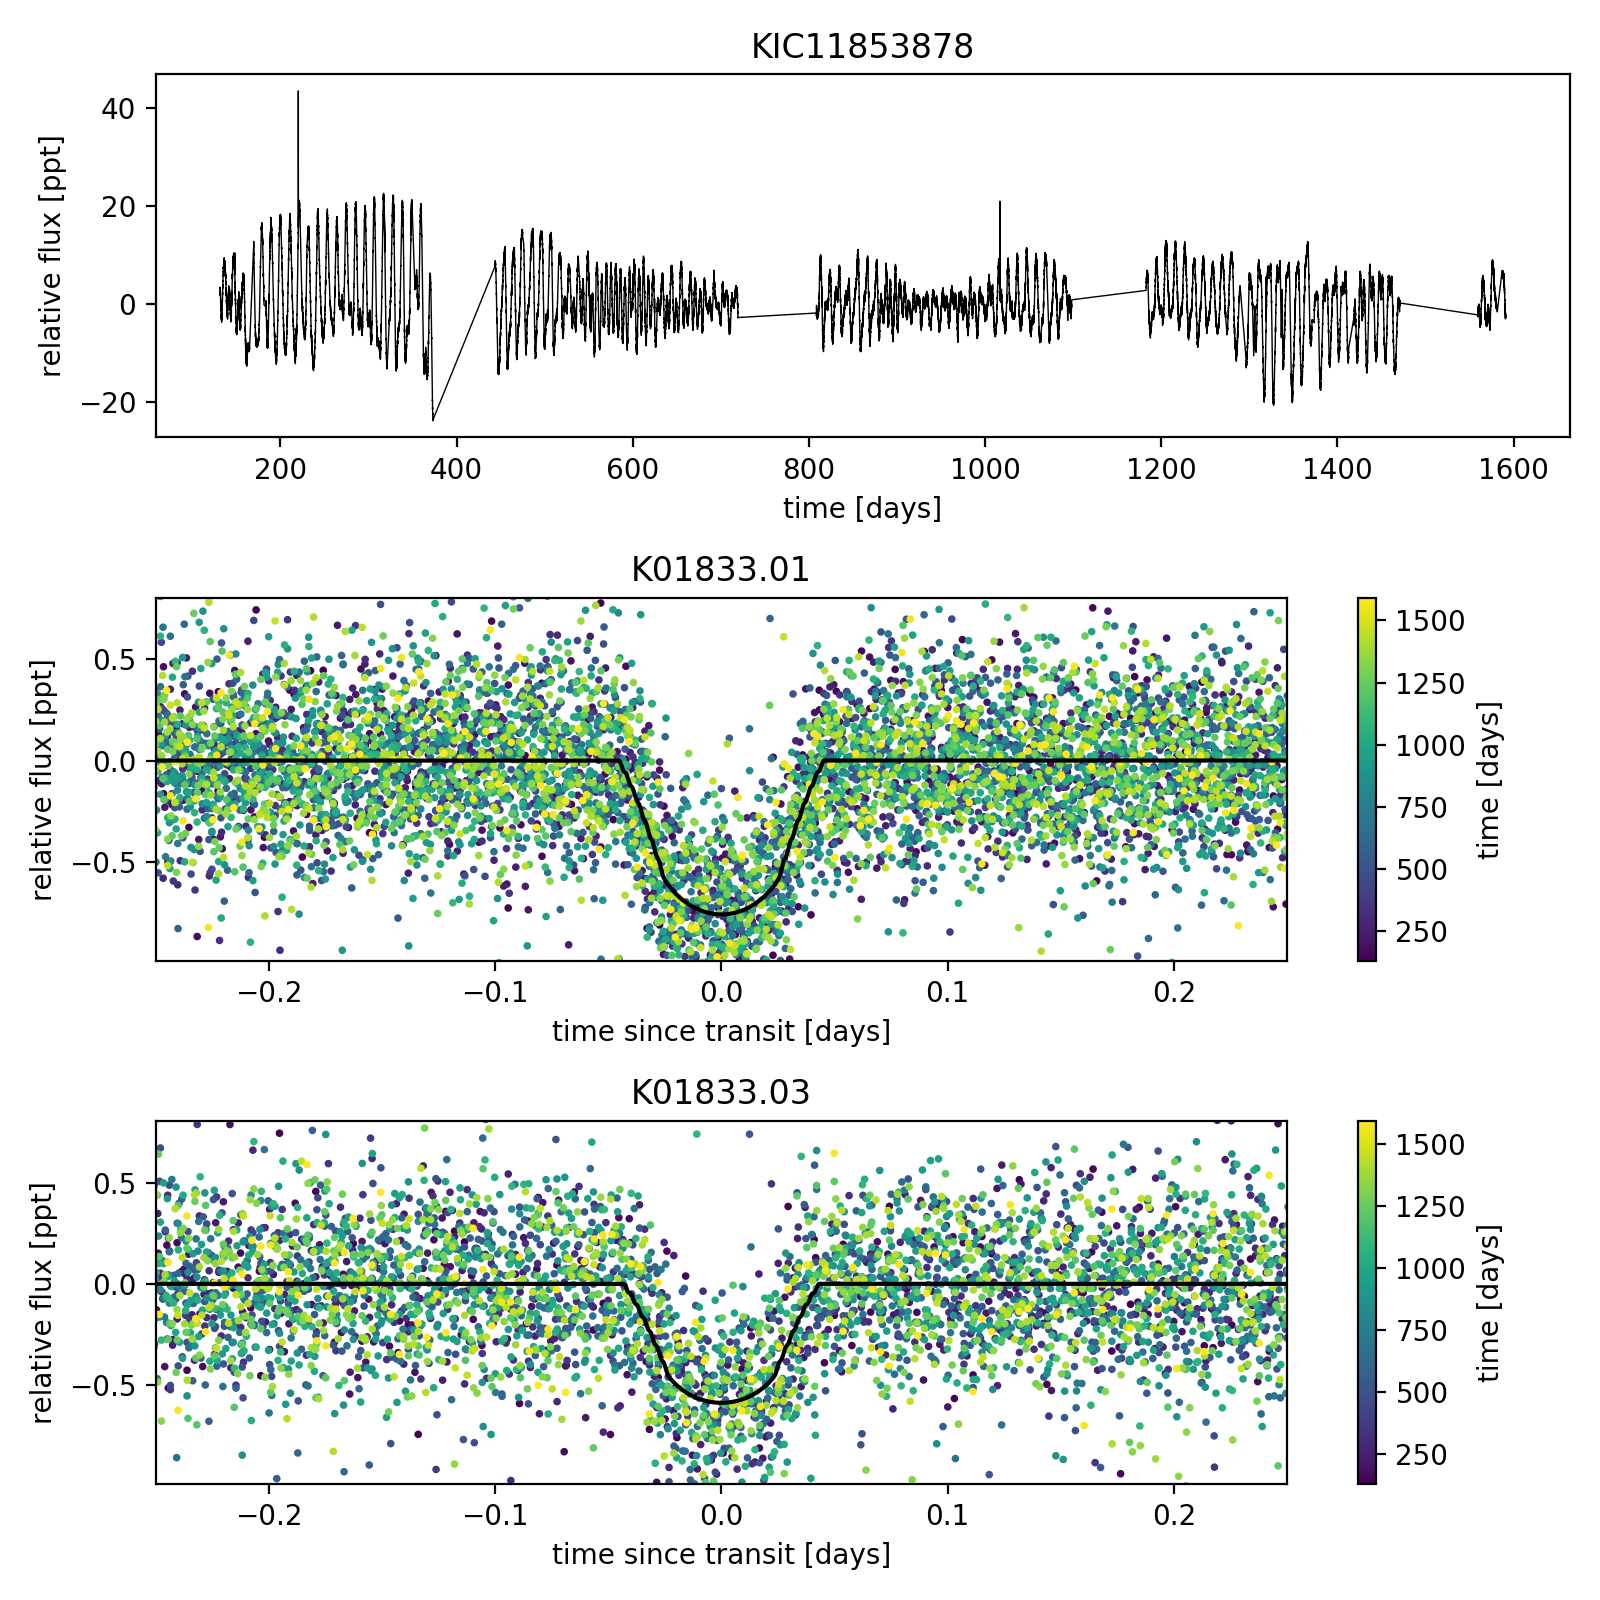 KIC11853878
relative flux [ppt]
40
20
0
−20
200 400 600 800 1000 1200 1400 1600
time [days]
K01833.01
relative flux [ppt]
0.5
0.0
−0.5
−0.2 −0.1 0.0 0.1 0.2
time since transit [days]
1500
1250
1000
750
500
250
time [days]
K01833.03
relative flux [ppt]
0.5
0.0
−0.5
−0.2 −0.1 0.0 0.1 0.2
time since transit [days]
1500
1250
1000
750
500
250
time [days]